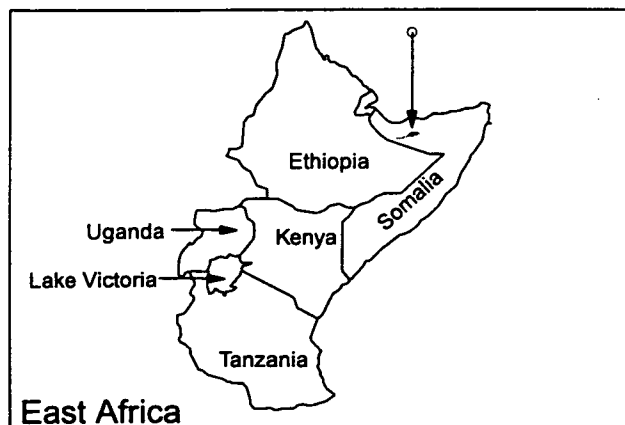 Ethiopia
Somalia
Uganda
Kenya
Lake Victoria
Tanzania
East Africa